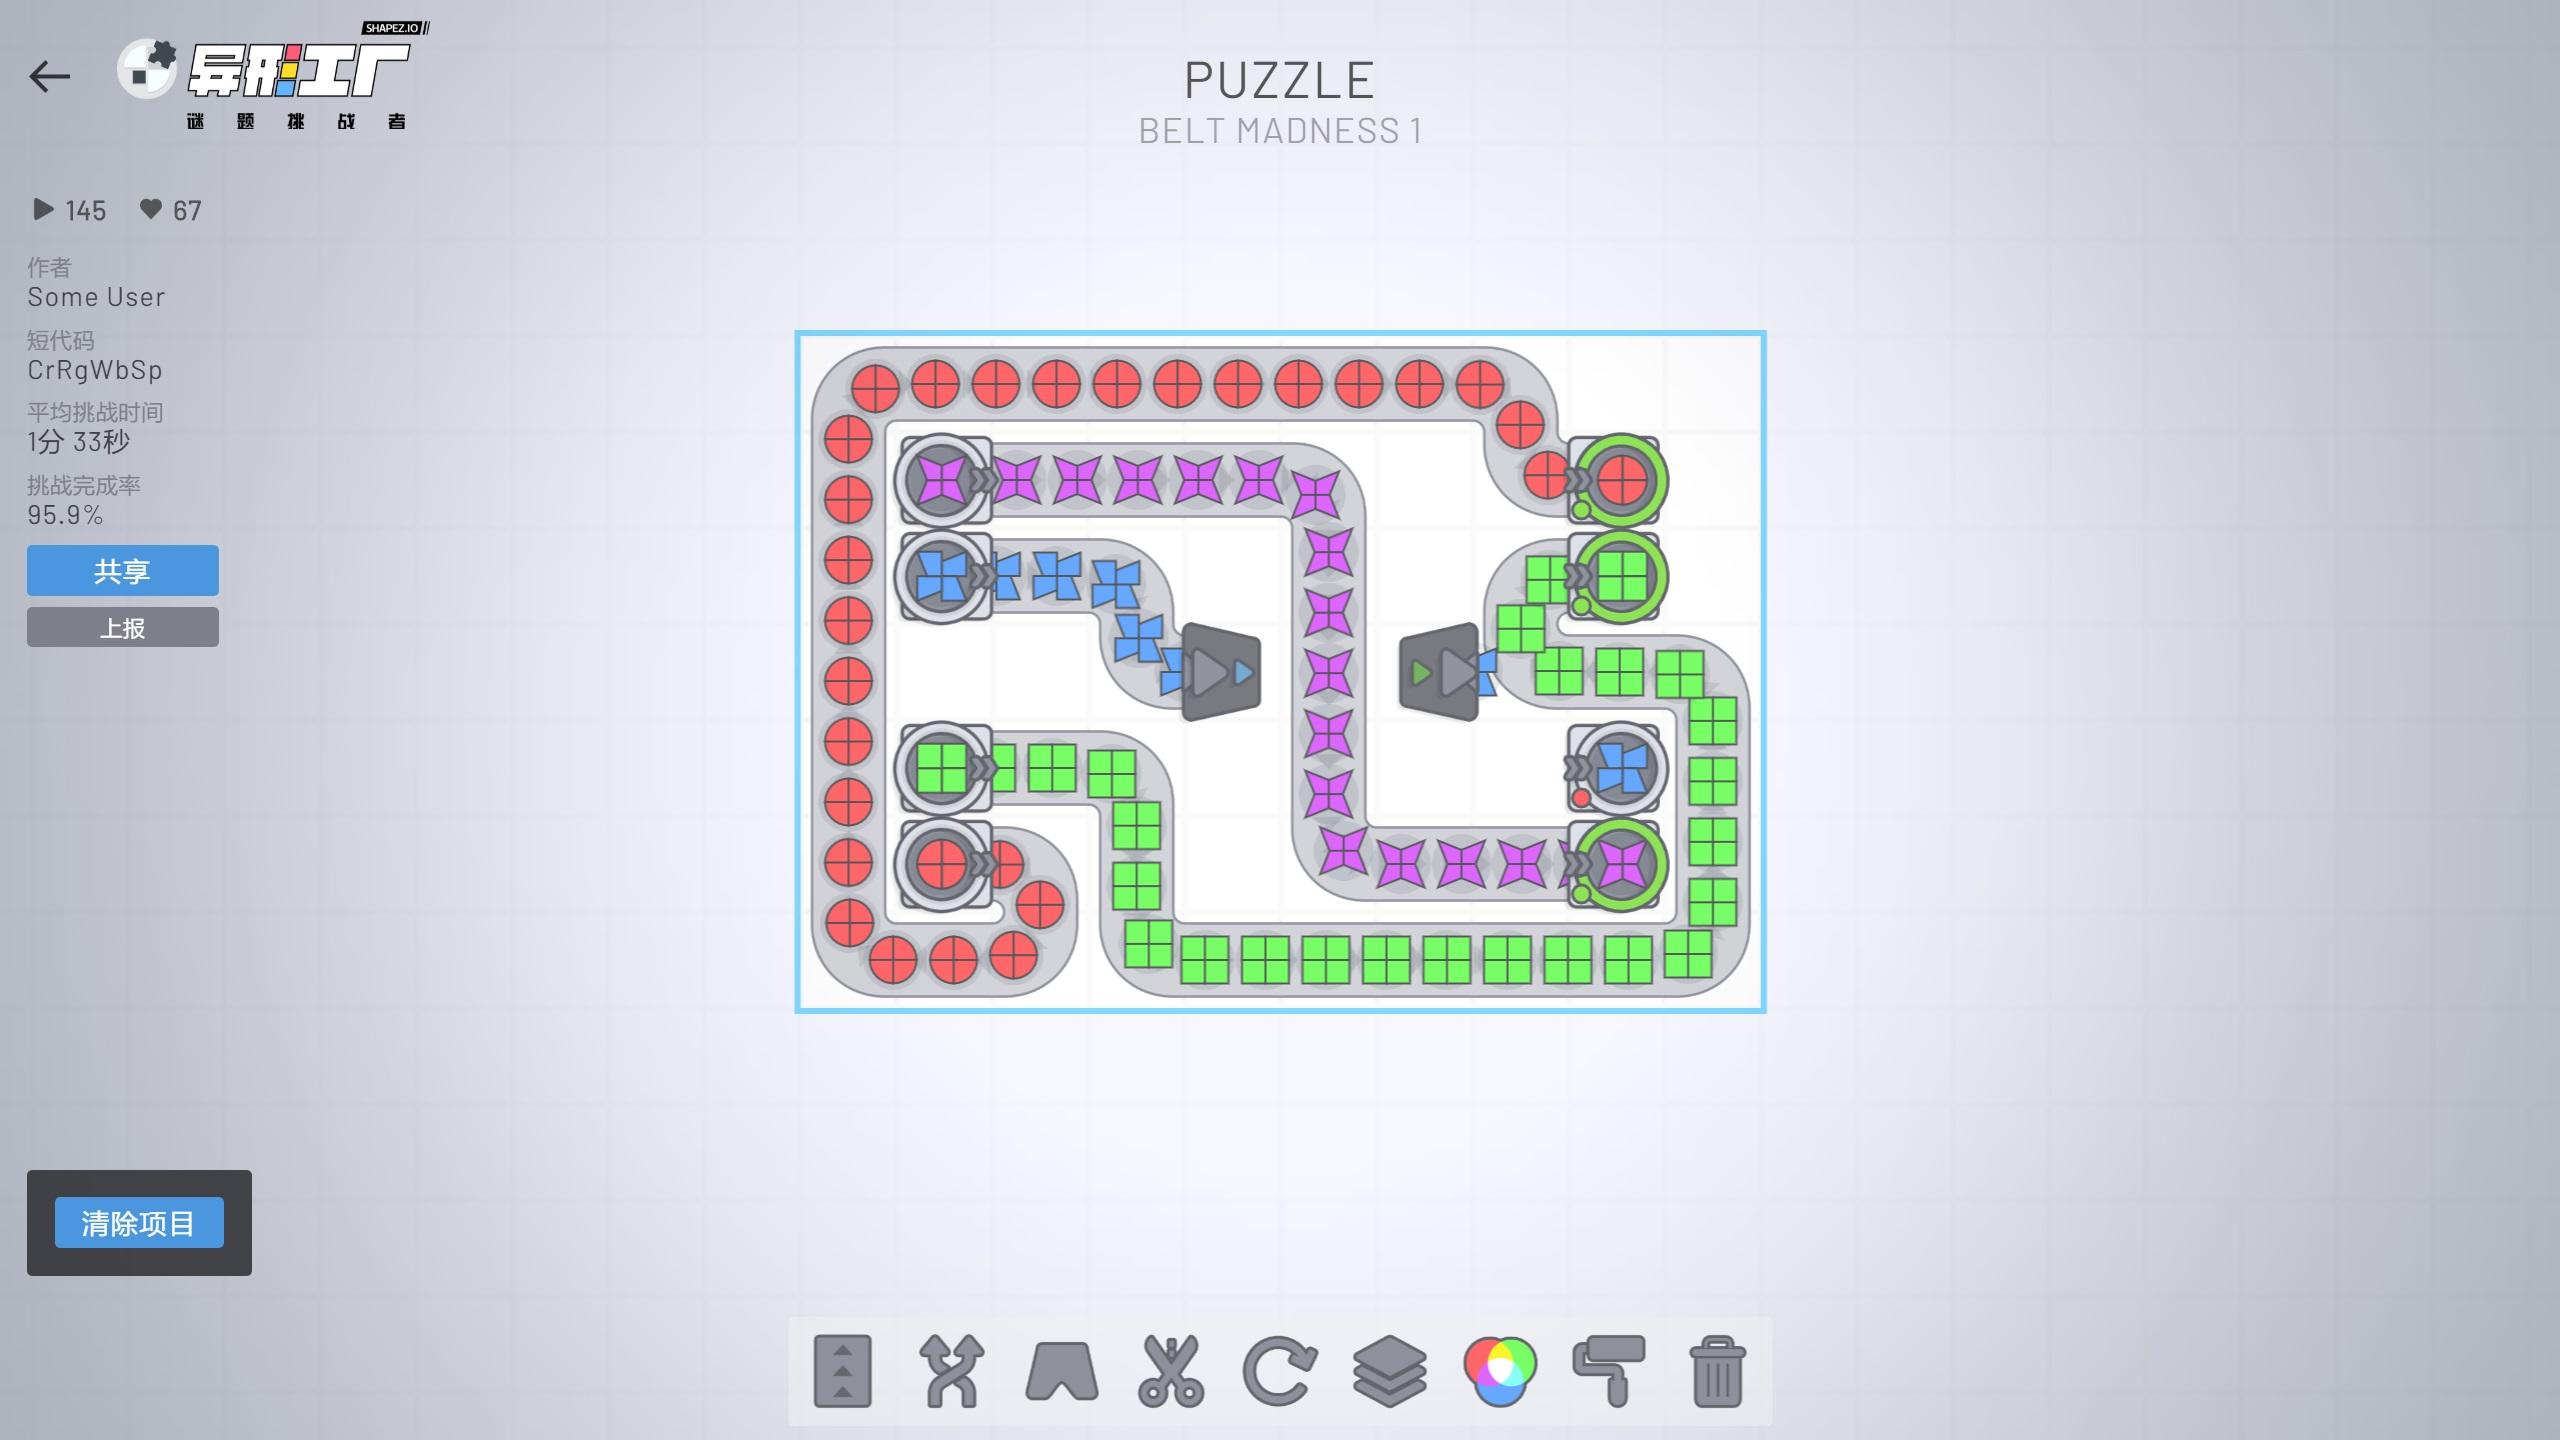 SHAPEZ.IO
异形工厂
谜题挑战者
PUZZLE
BELT MADNESS 1
145 67
作者
Some User
短代码
CrRgWbSp
平均挑战时间
1分 33秒
挑战完成率
95.9%
共享
上报
清除项目